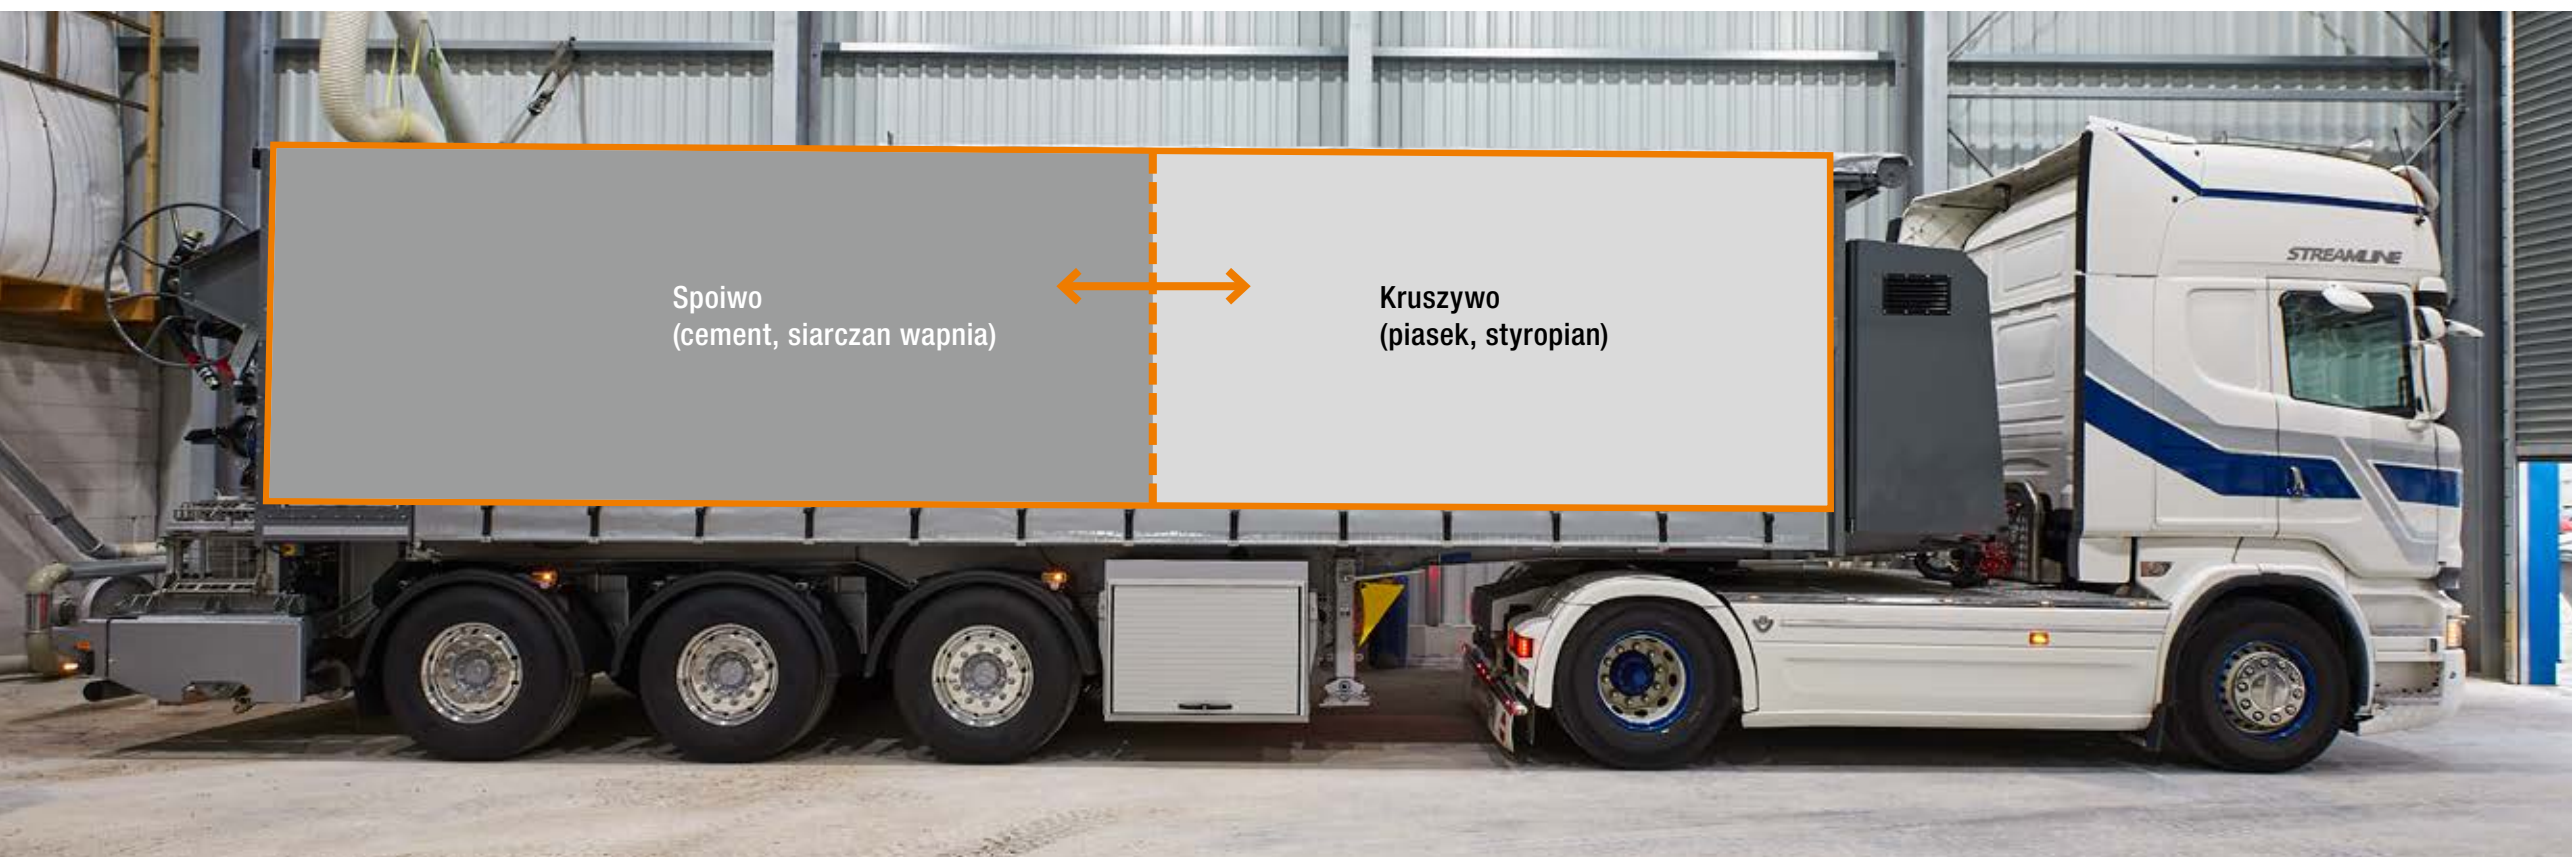 Spoiwo
(cement, siarczan wapnia)
Kruszywo
(piasek, styropian)
STREAMLINE